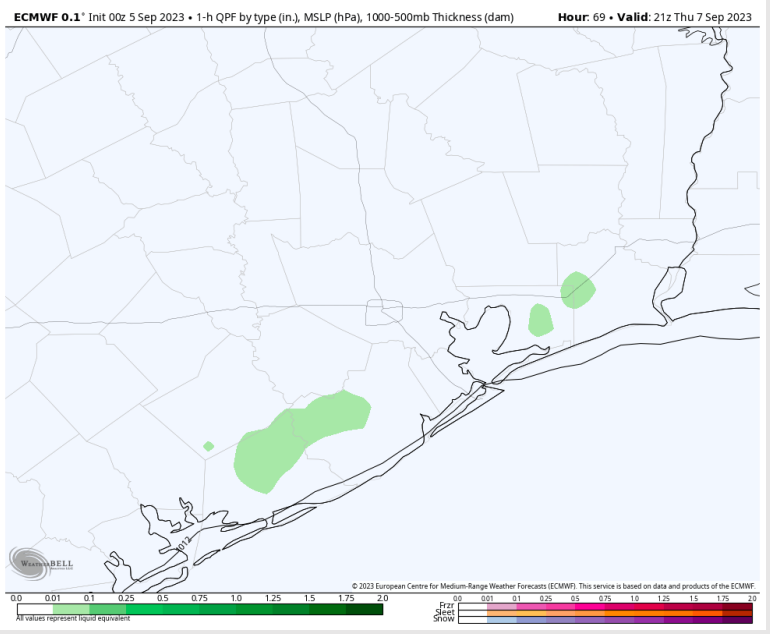 ECMWF 0.1° Init 00z 5 Sep 2023 • 1-h QPF by type (in.), MSLP (hPa), 1000-500mb Thickness (dam) Hour: 69 • Valid: 21z Thu 7 Sep 2023
1012
WEATHERBELL
© 2023 European Centre for Medium-Range Weather Forecasts (ECMWF). This service is based on data and products of the ECMWF.
0.0 0.01 0.1 0.25 0.5 0.75 1.0 1.25 1.5 1.75 2.0
All values represent liquid equivalent
0.0 0.01 0.1 0.25 0.5 0.75 1.0 1.25 1.5 1.75 2.0
Frzr
Sleet
Snow